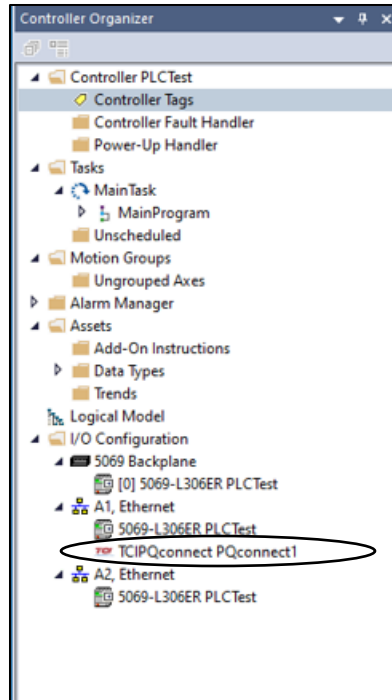 Controller Organizer
Controller PLCTest
Controller Tags
Controller Fault Handler
Power-Up Handler
Tasks
MainTask
MainProgram
Unscheduled
Motion Groups
Ungrouped Axes
Alarm Manager
Assets
Add-On Instructions
Data Types
Trends
Logical Model
I/O Configuration
5069 Backplane
[0] 5069-L306ER PLCTest
A1, Ethernet
5069-L306ER PLCTest
TCI TCIPQconnect PQconnect1
A2, Ethernet
5069-L306ER PLCTest